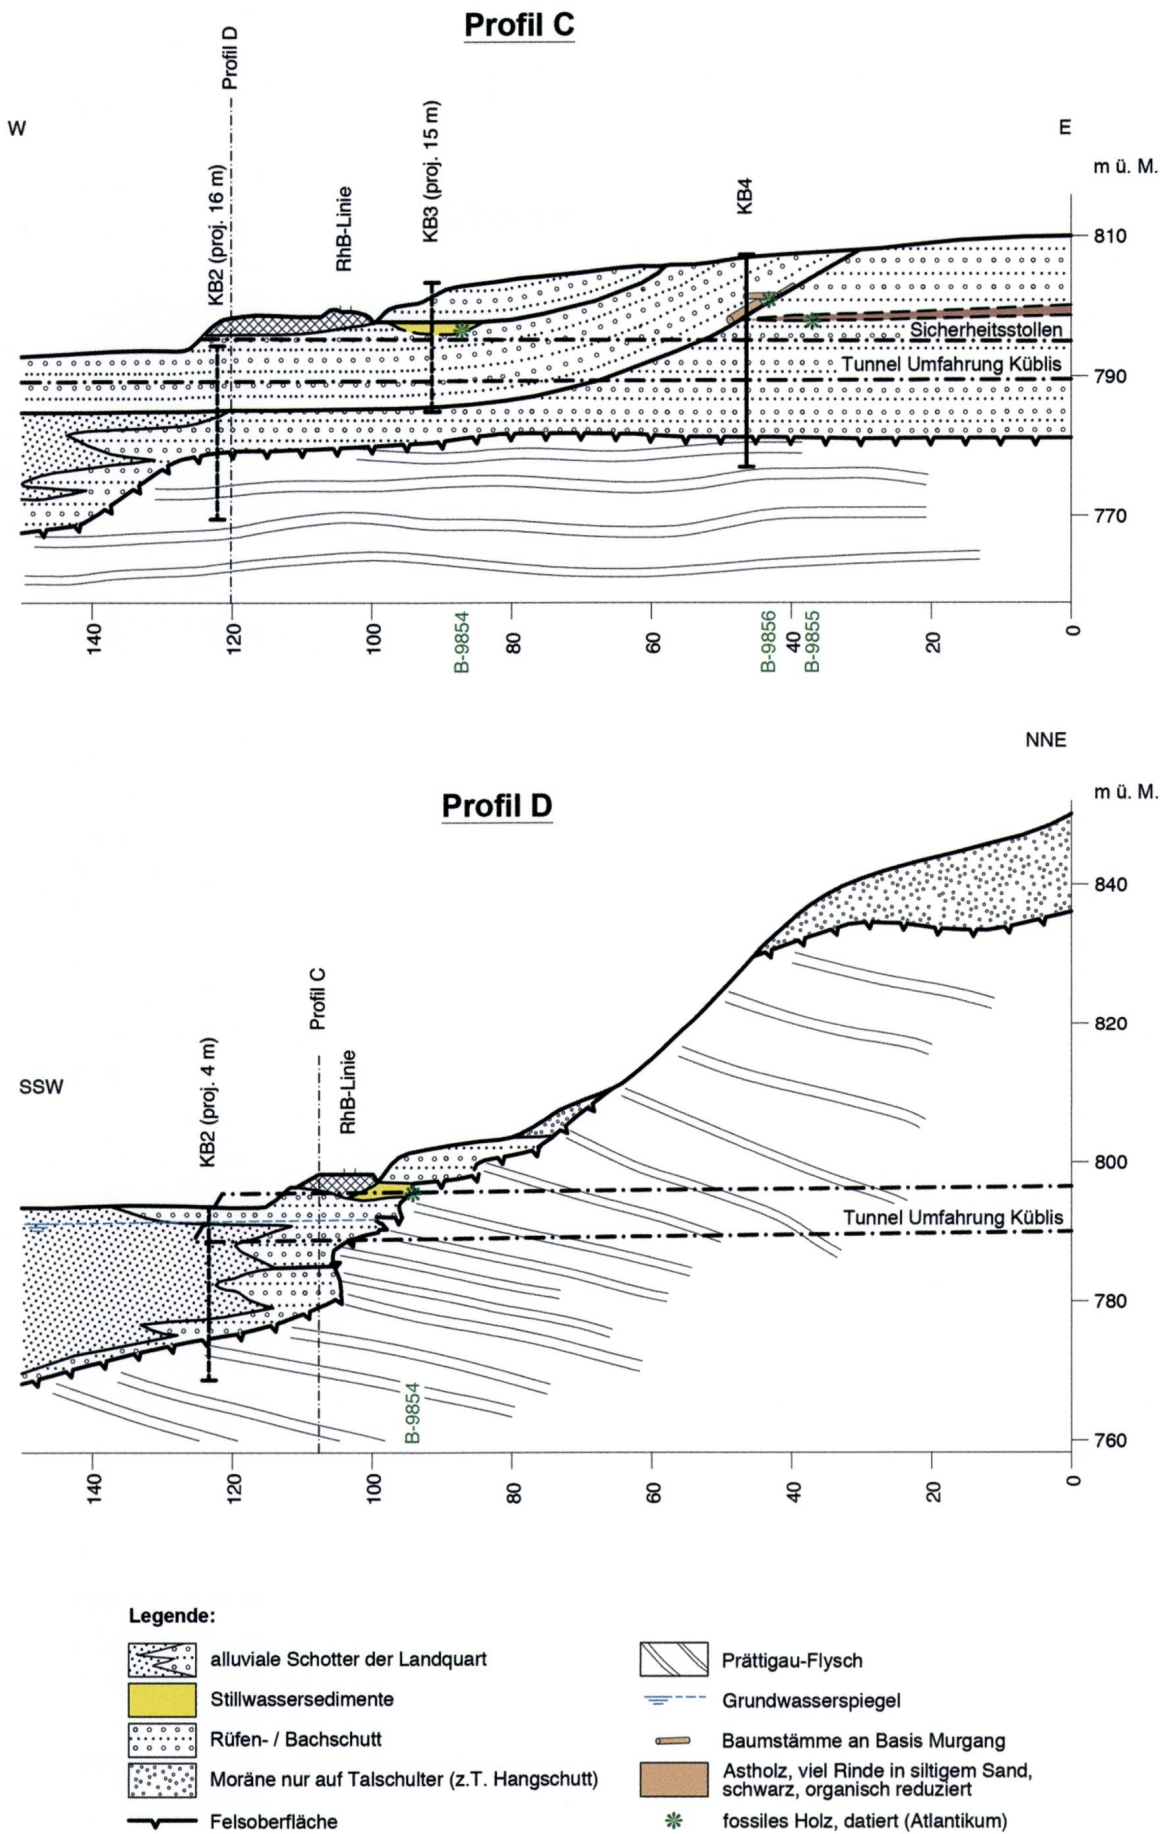 Profil C
W
E
m ü. M.
Profil D
KB2 (proj. 16 m)
RhB-Linie
KB3 (proj. 15 m)
KB4
810
790
770
Sicherheitsstollen
Tunnel Umfahrung Küblis
140
120
100
B-9854
80
60
B-9856
40
B-9855
20
0
NNE
Profil D
m ü. M.
SSW
KB2 (proj. 4 m)
Profil C
RhB-Linie
840
820
800
780
760
Tunnel Umfahrung Küblis
B-9854
140
120
100
80
60
40
20
0
Legende:
alluviale Schotter der Landquart
Stillwassersedimente
Rüfen- / Bachschutt
Moräne nur auf Talschulter (z.T. Hangschutt)
Felsoberfläche
Prättigau-Flysch
Grundwasserspiegel
Baumstämme an Basis Murgang
Astholz, viel Rinde in siltigem Sand,
schwarz, organisch reduziert
fossiles Holz, datiert (Atlantikum)